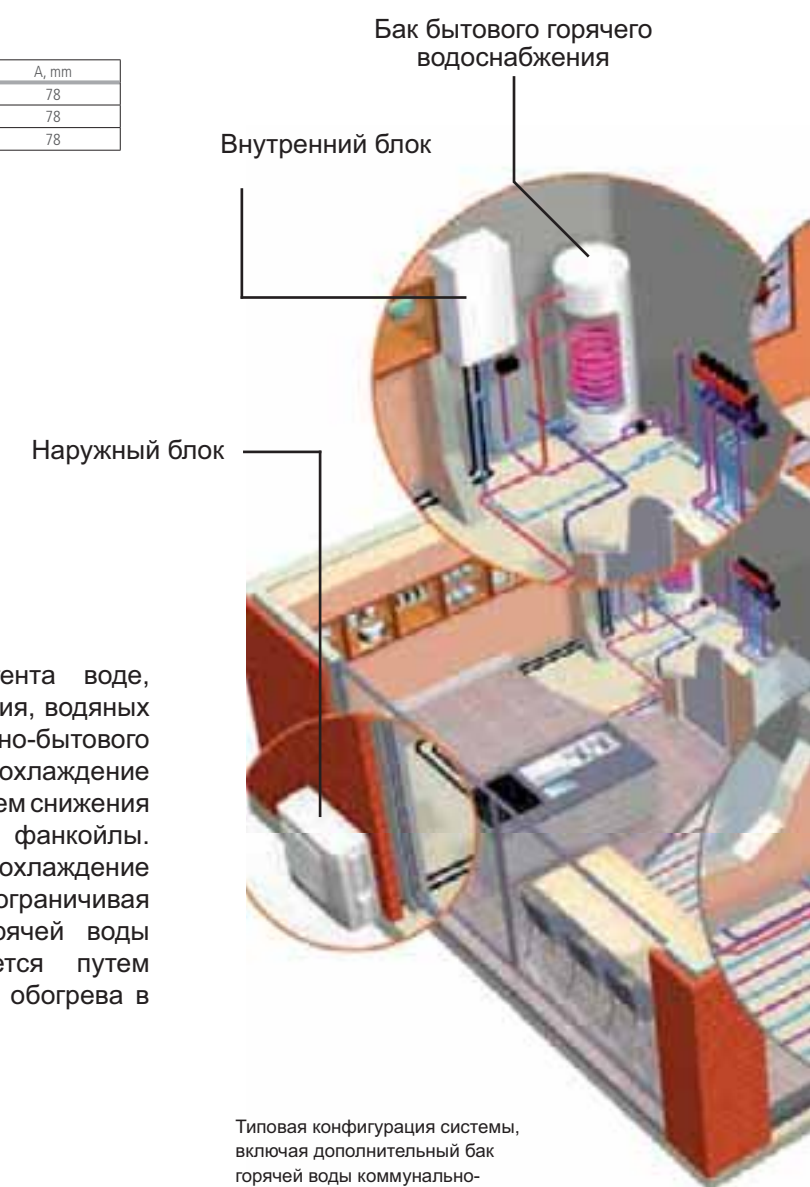 A, mm
78
78
78
Бак бытового горячего
водоснабжения
Внутренний блок
Наружный блок
тента воде,
ия, водяных
но-бытового
охлаждение
ем снижения
фанкойлы.
охлаждение
ограничивая
рячей воды
ется путем
обогрева в
Типовая конфигурация системы,
включая дополнительный бак
горячей воды коммунально-